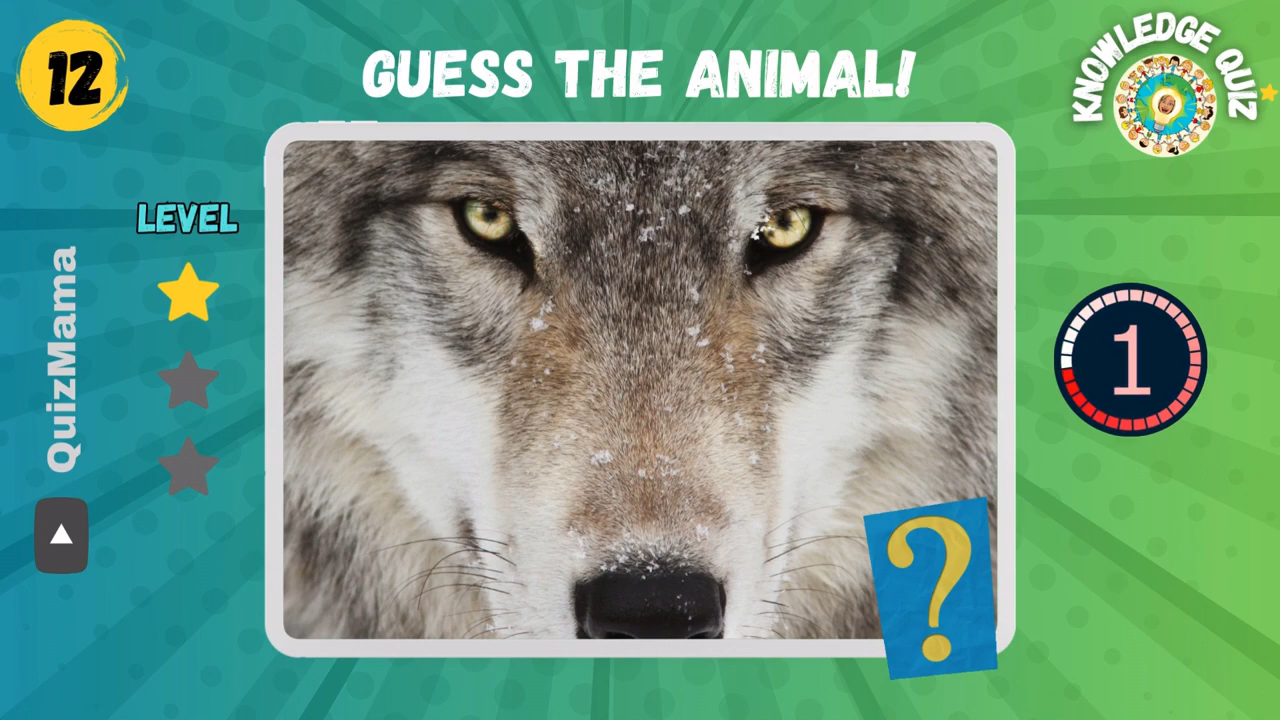 12
GUESS THE ANIMAL!
KNOWLEDGE QUIZ
LEVEL
QuizMama
1
?